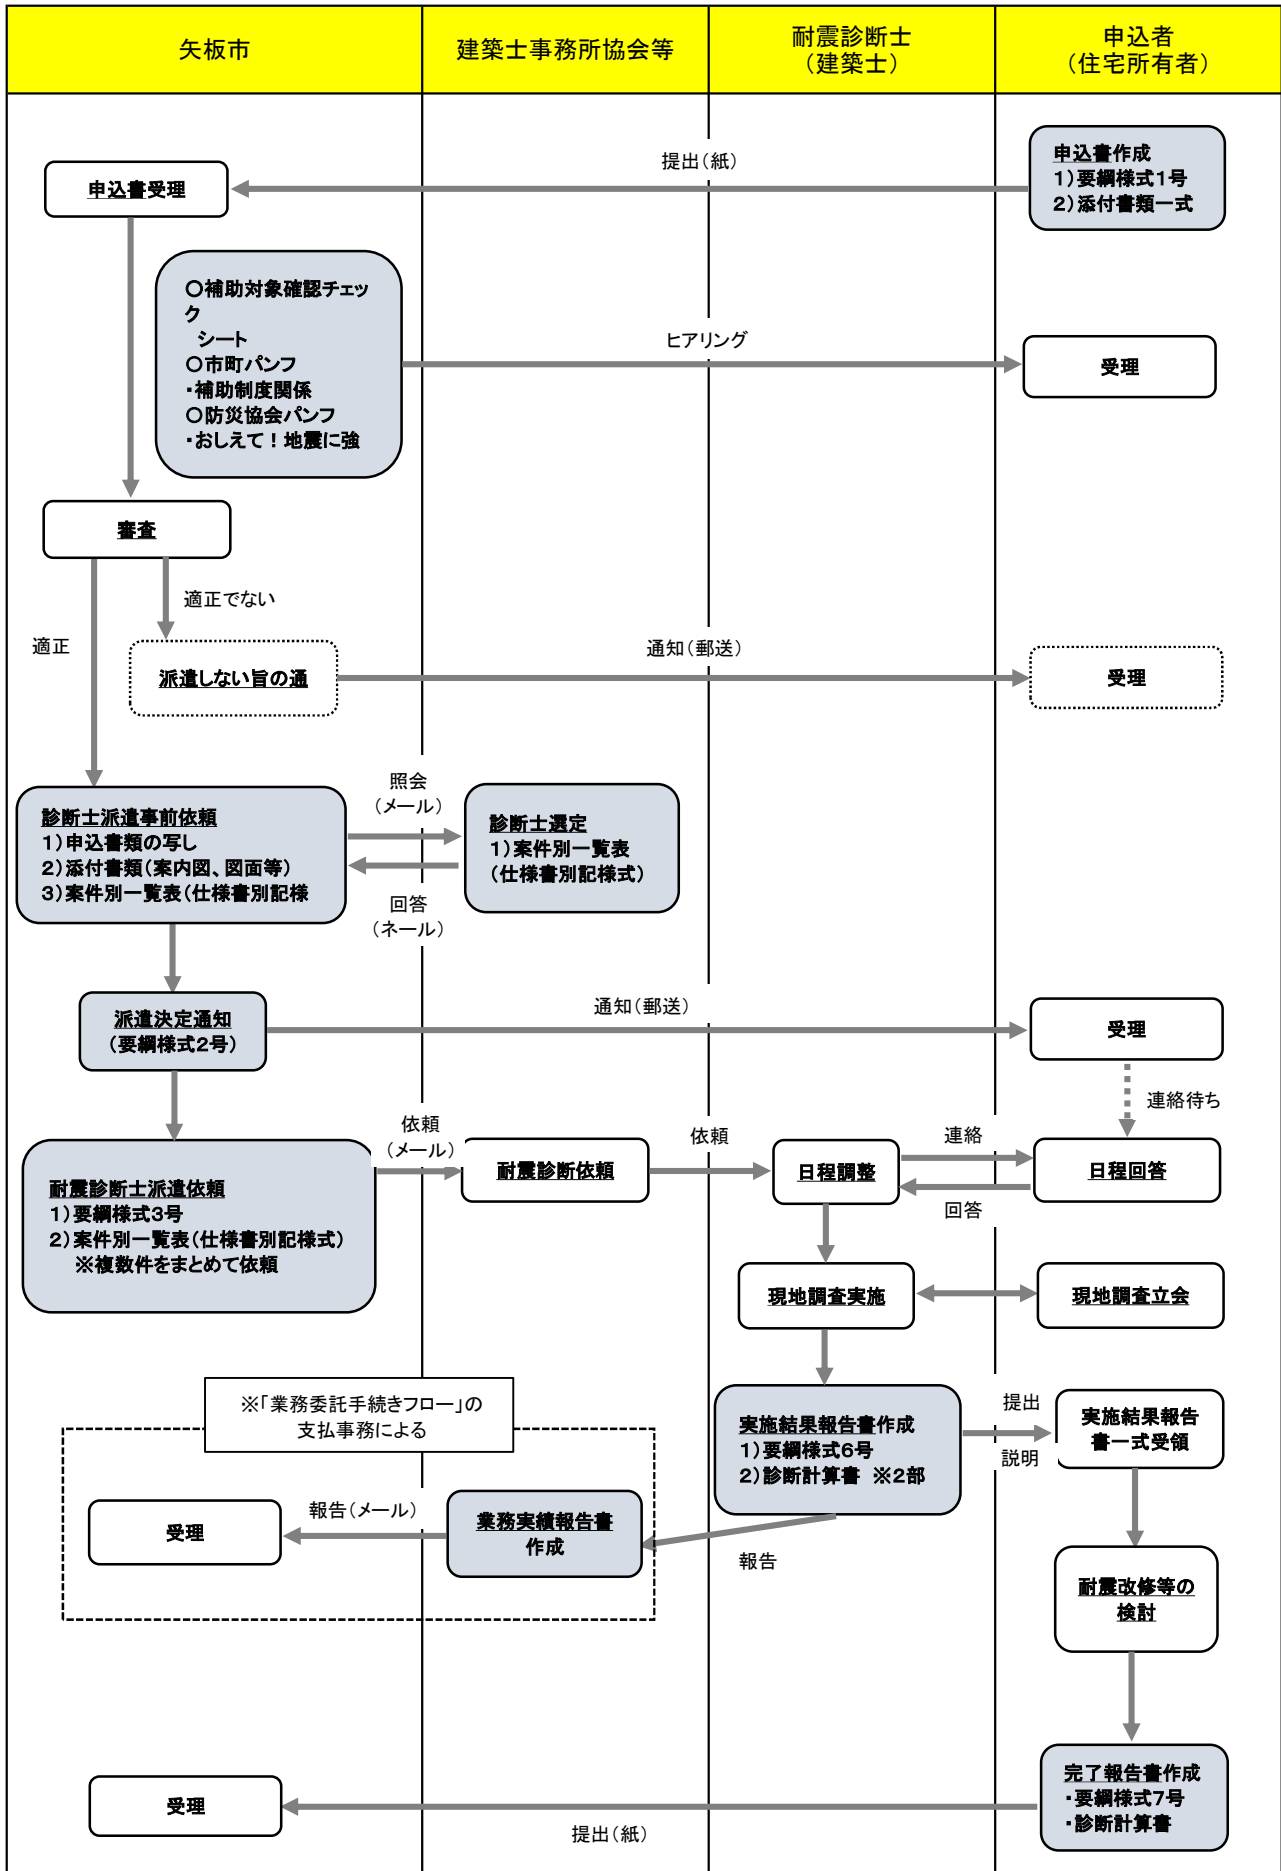 矢板市
建築士事務所協会等
耐震診断士
（建築士）
申込者
（住宅所有者）
申込書作成
1）要綱様式1号
2）添付書類一式
提出（紙）
申込書受理
○補助対象確認チェッ
ク
シート
○市町パンフ
・補助制度関係
○防災協会パンフ
・おしえて！地震に強
ヒアリング
受理
審査
適正でない
適正
派遣しない旨の通
通知（郵送）
受理
診断士派遣事前依頼
1）申込書類の写し
2）添付書類（案内図、図面等）
3）案件別一覧表（仕様書別記様
照会
（メール）
回答
（ネール）
診断士選定
1）案件別一覧表
（仕様書別記様式）
派遣決定通知
（要綱様式2号）
通知（郵送）
受理
連絡待ち
耐震診断士派遣依頼
1）要綱様式3号
2）案件別一覧表（仕様書別記様式）
※複数件をまとめて依頼
依頼
（メール）
耐震診断依頼
依頼
日程調整
連絡
回答
日程回答
現地調査実施
現地調査立会
※「業務委託手続きフロー」の
支払事務による
実施結果報告書作成
1）要綱様式6号
2）診断計算書 ※2部
提出
説明
実施結果報告
書一式受領
受理
報告（メール）
業務実績報告書
作成
報告
耐震改修等の
検討
完了報告書作成
・要綱様式7号
・診断計算書
受理
提出（紙）